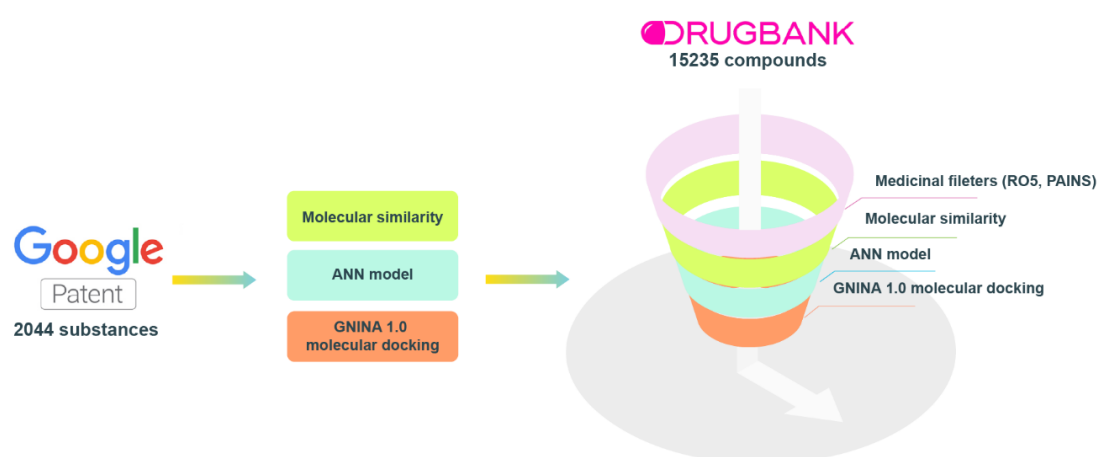 Google
Patent
2044 substances
Molecular similarity
ANN model
GNINA 1.0
molecular docking
DRUGBANK
15235 compounds
Medicinal fileters (RO5, PAINS)
Molecular similarity
ANN model
GNINA 1.0 molecular docking